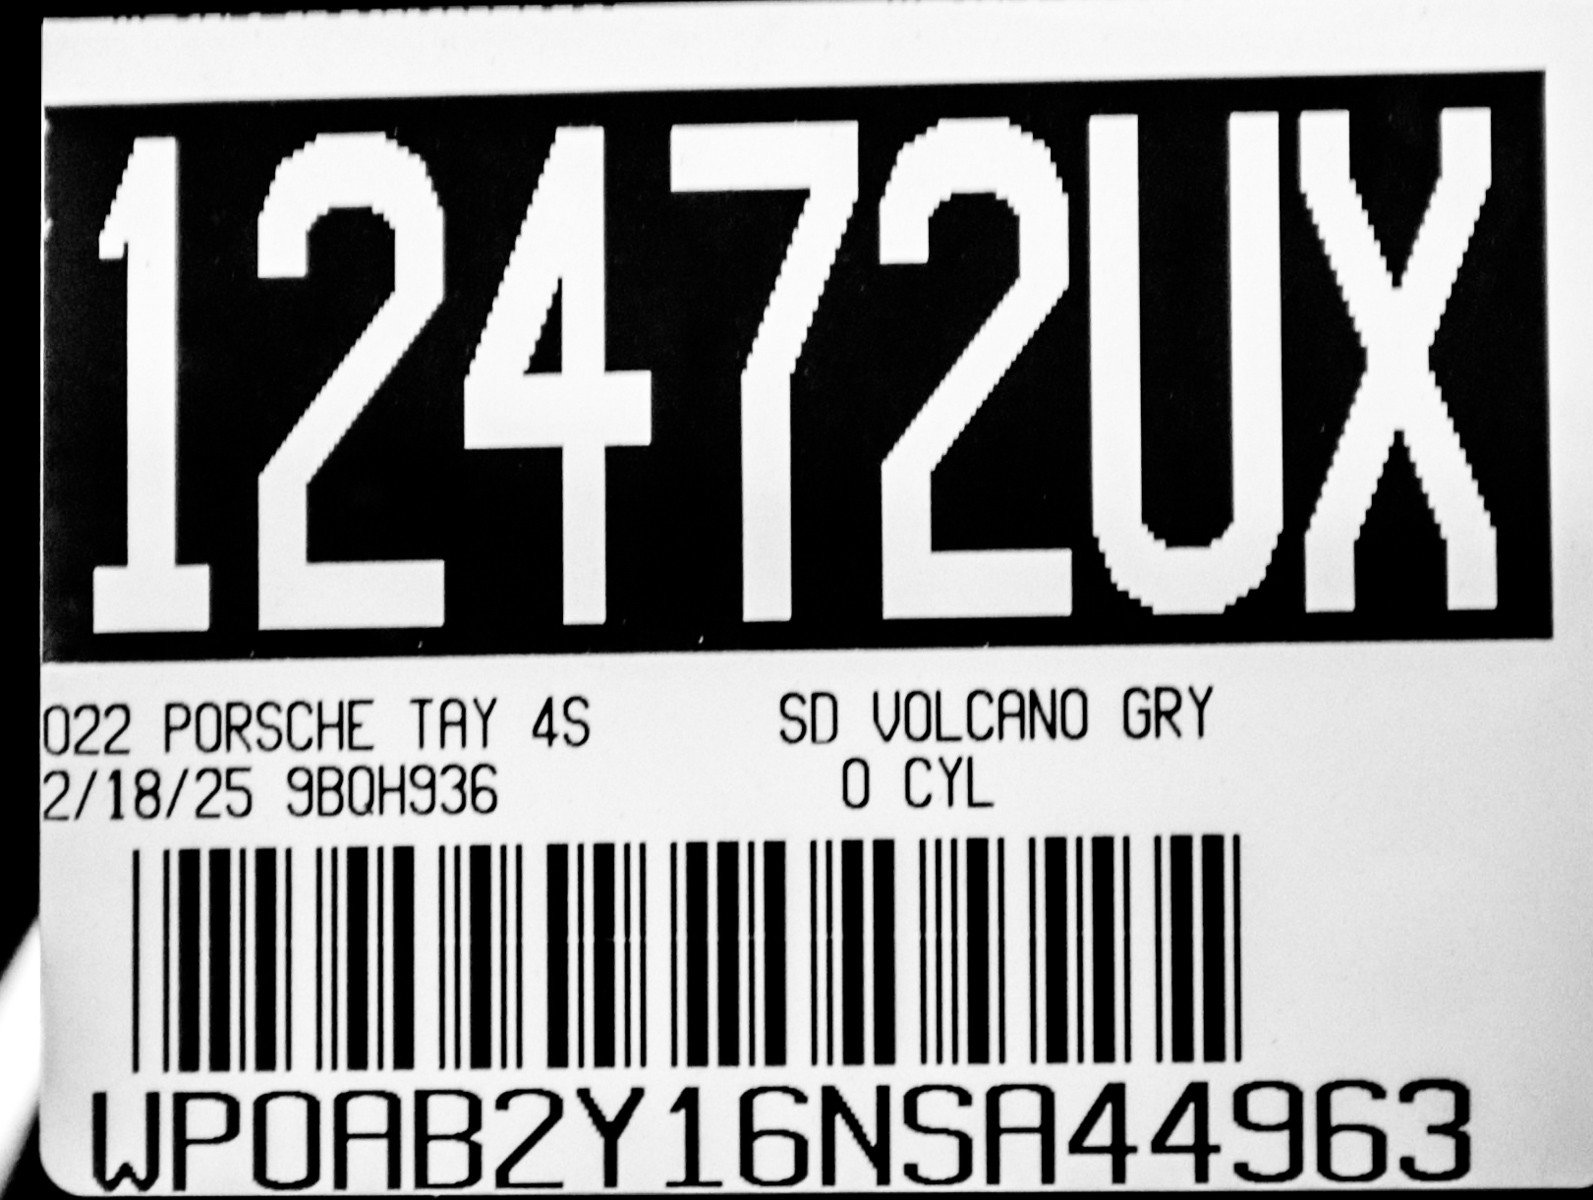 12472UX
022 PORSCHE TAY 4S SD VOLCANO GRY
2/18/25 9BQH936 0 CYL
WP0AB2Y16NSA44963